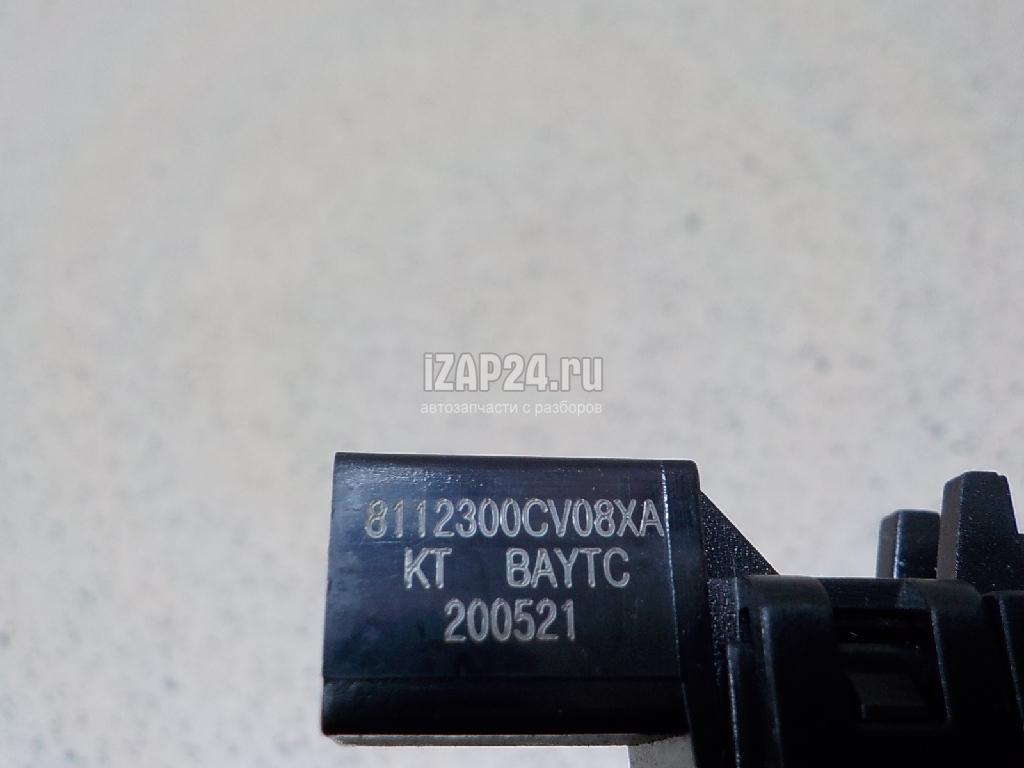 iZAP24.ru
автозапчасти с разборов
8112300CV08XA
KT BAYTC
200521